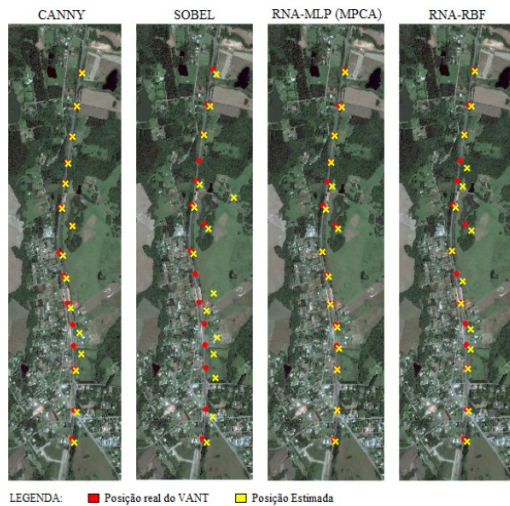 CANNY SOBEL RNA-MLP (MPCA) RNA-RBF
LEGENDA: Posição real do VANT Posição Estimada